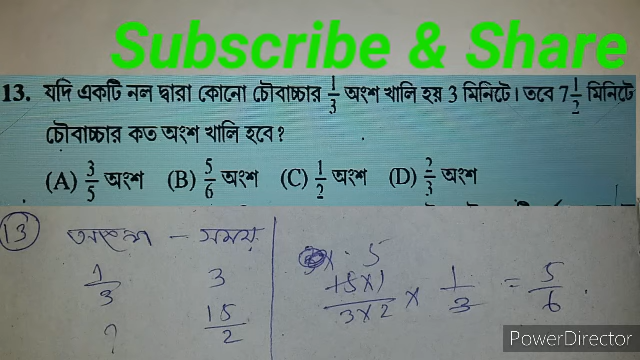 Subscribe & Share
13. যদি একটি নল দ্বারা কোনো চৌবাচ্চার 1/3 অংশ খালি হয় 3 মিনিটে। তবে 7 1/2 মিনিটে
চৌবাচ্চার কত অংশ খালি হবে?
(A) 3/5 অংশ (B) 5/6 অংশ (C) 1/2 অংশ (D) 2/3 অংশ
13 অংশ - সময়
1/3 3
? 15/2
5
15×1/3×2 × 1/3 = 5/6
PowerDirector